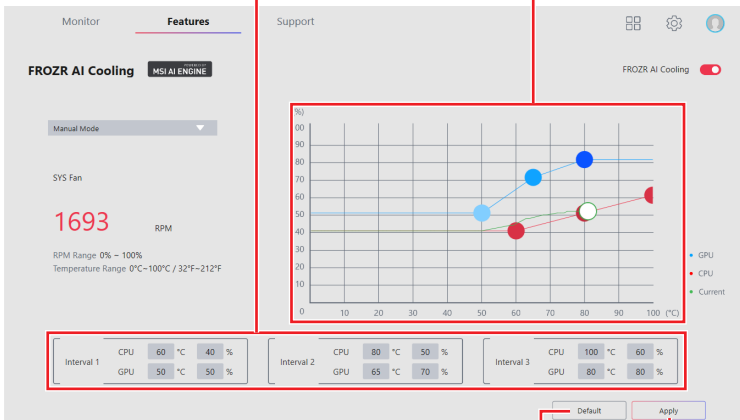 Monitor Features Support
FROZR AI Cooling POWERED BY MSI AI ENGINE FROZR AI Cooling
Manual Mode
SYS Fan
1693 RPM
RPM Range 0% ~ 100%
Temperature Range 0°C~100°C / 32°F~212°F
%)
00
90
80
70
60
50
40
30
20
10
0 10 20 30 40 50 60 70 80 90 100 (°C)
GPU
CPU
Current
Interval 1
CPU 60 °C 40 %
GPU 50 °C 50 %
Interval 2
CPU 80 °C 50 %
GPU 65 °C 70 %
Interval 3
CPU 100 °C 60 %
GPU 80 °C 80 %
Default Apply